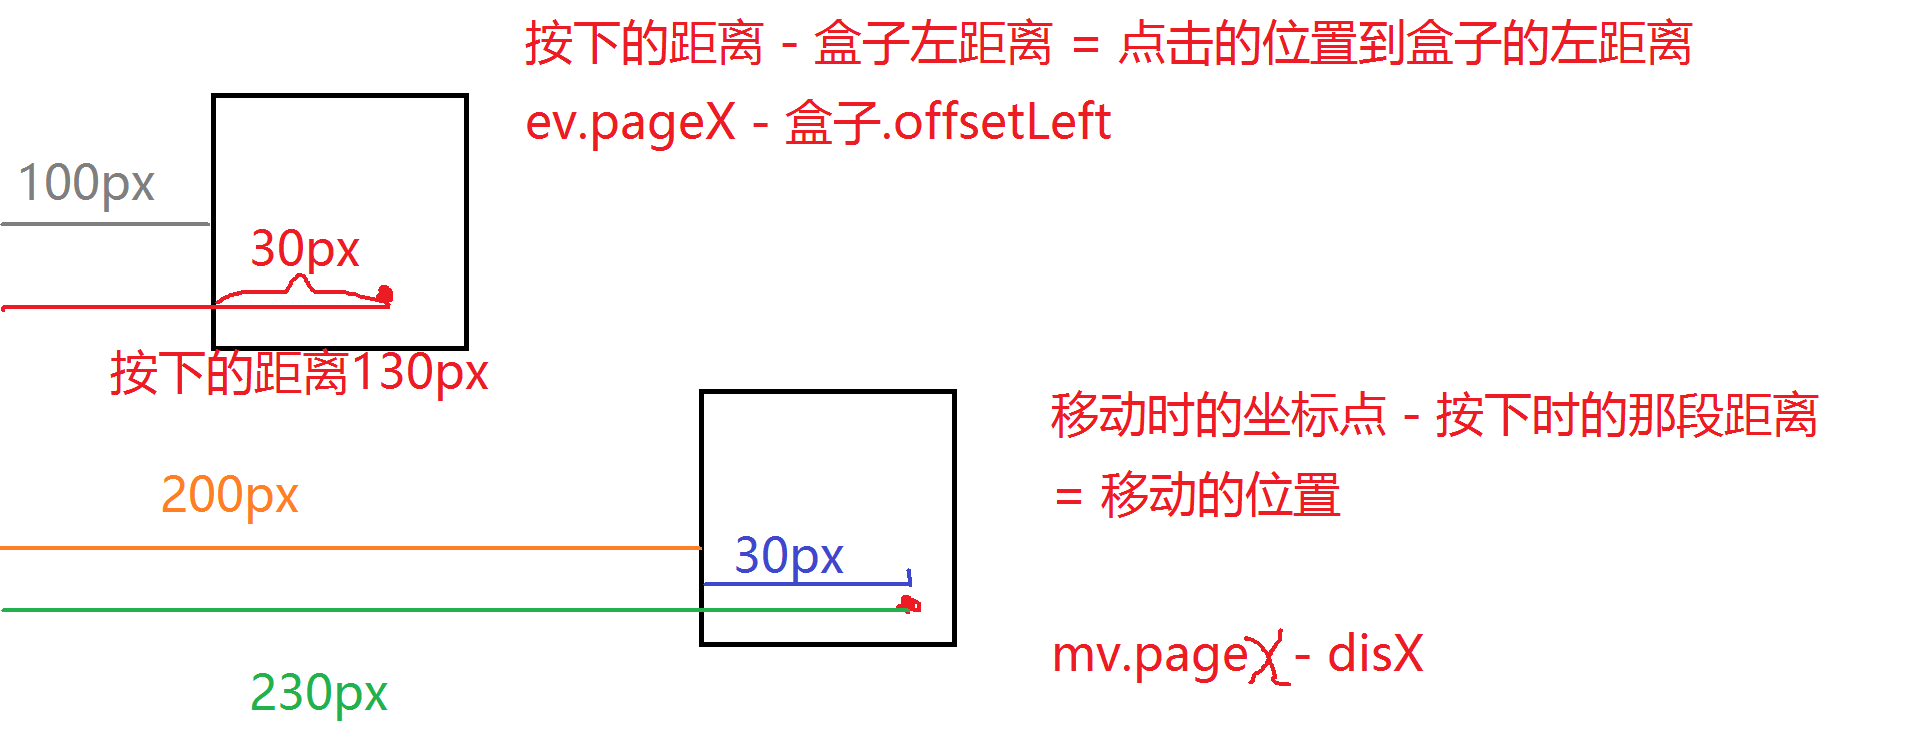 按下的距离 - 盒子左距离 = 点击的位置到盒子的左距离
ev.pageX - 盒子.offsetLeft
100px
30px
按下的距离130px
移动时的坐标点 - 按下时的那段距离
= 移动的位置
200px
30px
mv.pageX - disX
230px